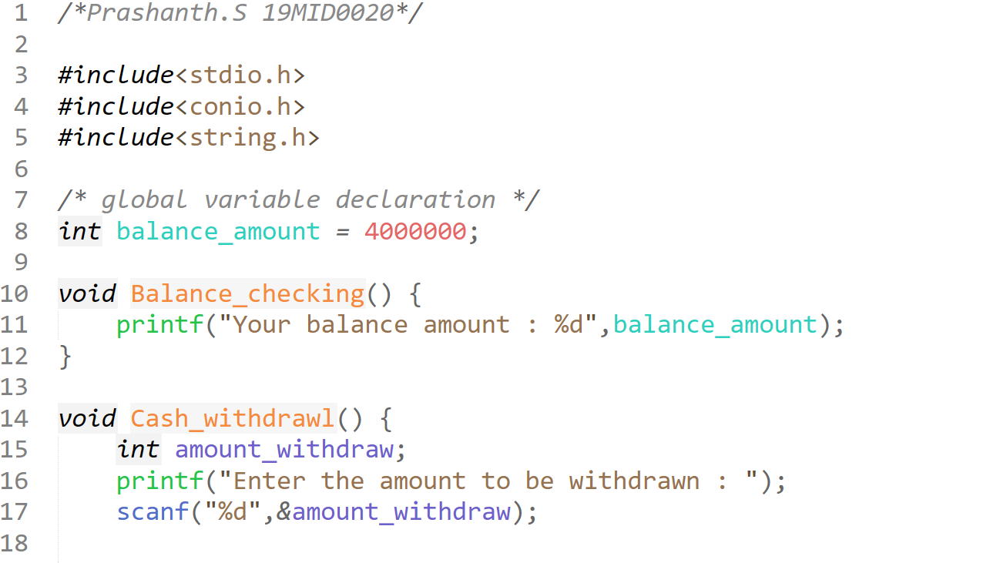 1 /*Prashanth.S 19MID0020*/
2
3 #include<stdio.h>
4 #include<conio.h>
5 #include<string.h>
6
7 /* global variable declaration */
8 int balance_amount = 4000000;
9
10 void Balance_checking() {
11     printf("Your balance amount : %d",balance_amount);
12 }
13
14 void Cash_withdrawl() {
15     int amount_withdraw;
16     printf("Enter the amount to be withdrawn : ");
17     scanf("%d",&amount_withdraw);
18